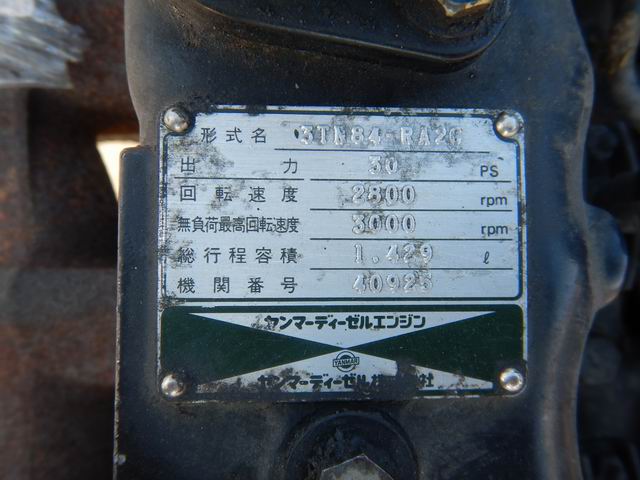 形式名 3TN84-RA2C
出力 30 PS
回転速度 2800 rpm
無負荷最高回転速度 3000 rpm
総行程容積 1.429 ℓ
機関番号 40925
ヤンマーディーゼルエンジン
YANMAR
ヤンマーディーゼル株式会社